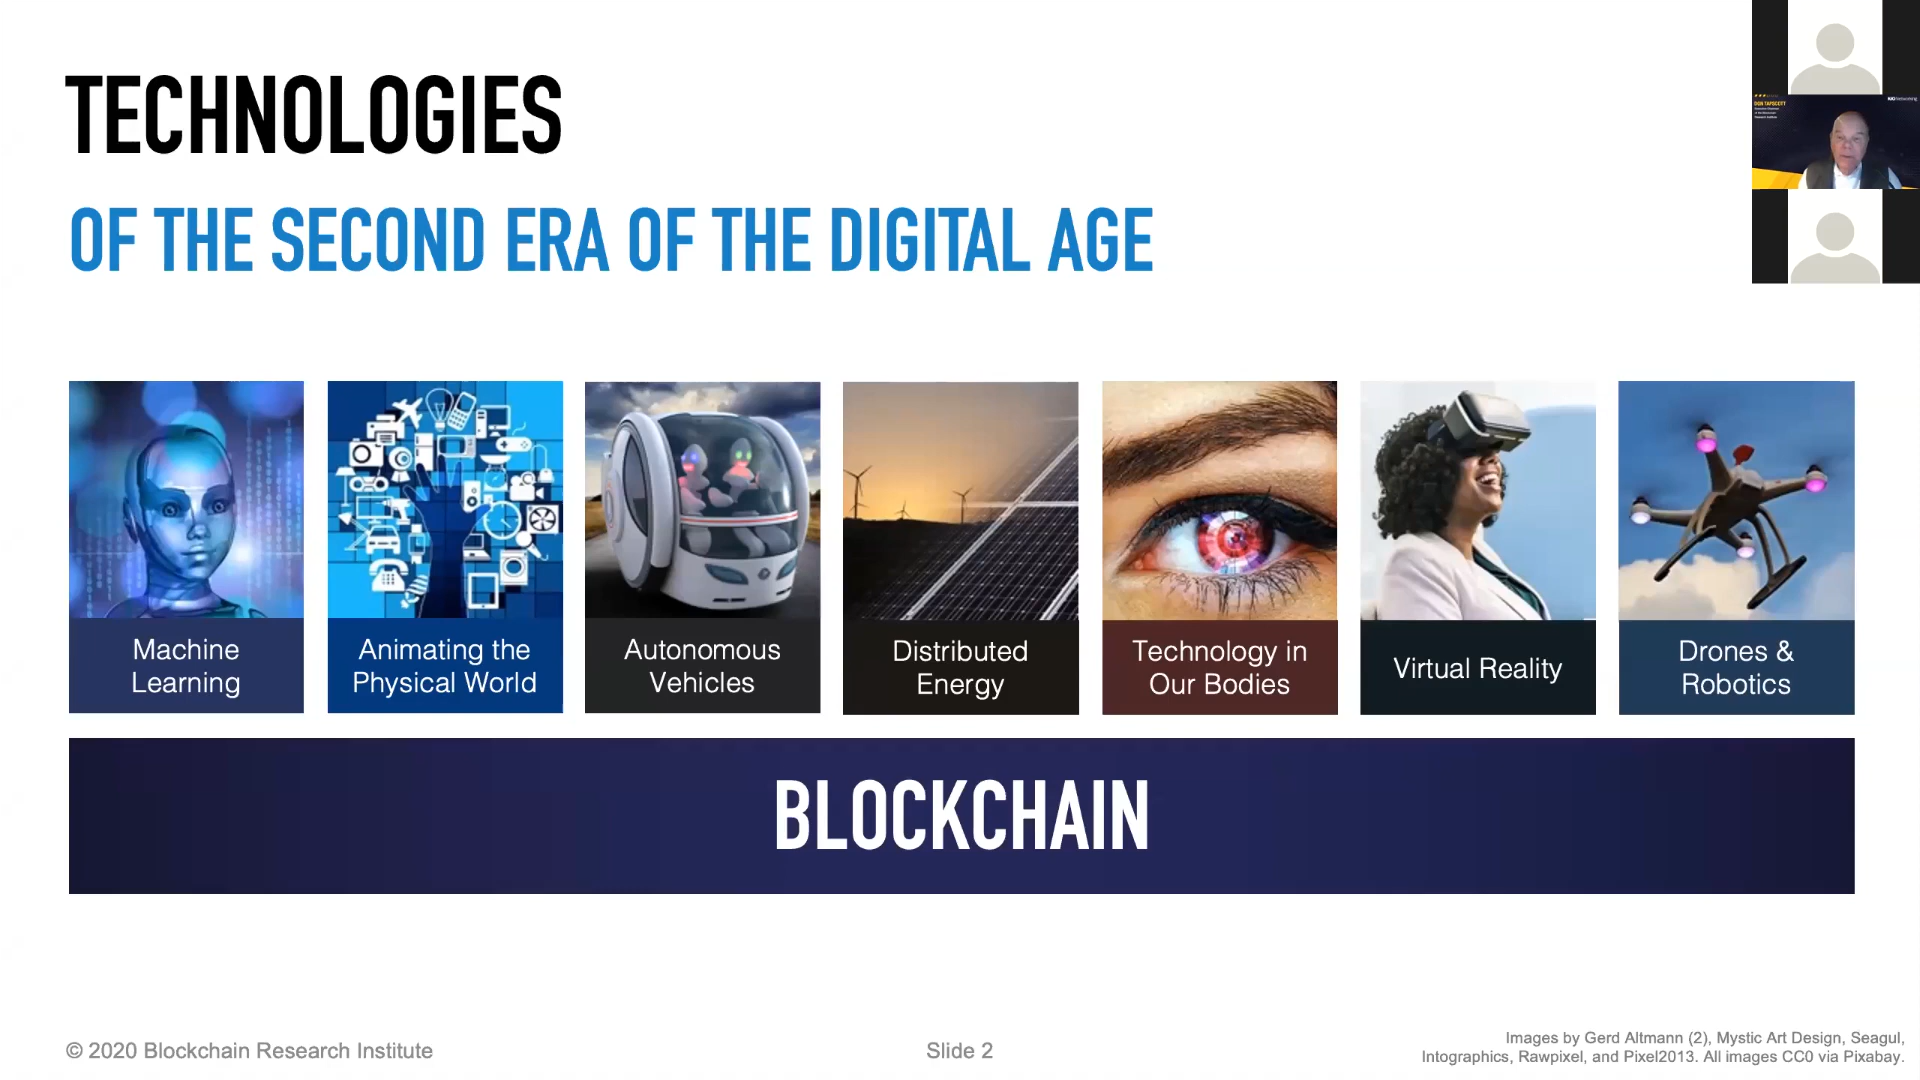 TECHNOLOGIES
OF THE SECOND ERA OF THE DIGITAL AGE
DON TAPSCOTT
Machine
Learning
Animating the
Physical World
Autonomous
Vehicles
Distributed
Energy
Technology in
Our Bodies
Virtual Reality
Drones &
Robotics
BLOCKCHAIN
© 2020 Blockchain Research Institute
Slide 2
Images by Gerd Altmann (2), Mystic Art Design, Seagul,
Intographics, Rawpixel, and Pixel2013. All images CC0 via Pixabay.